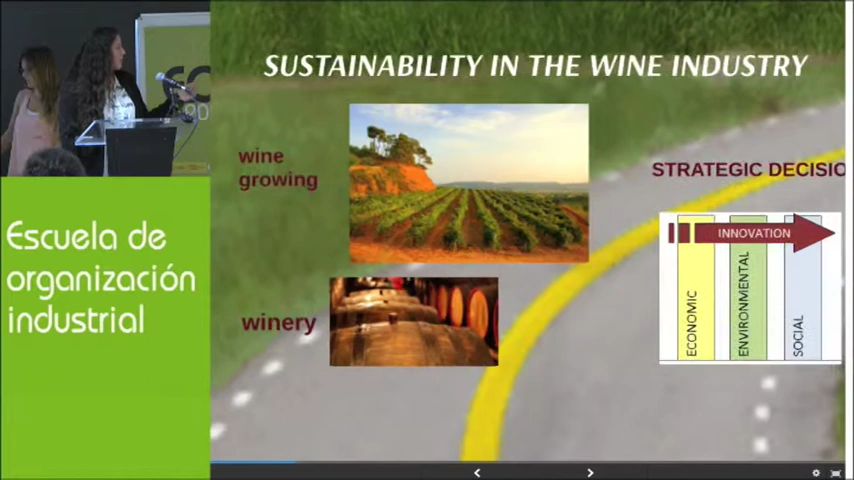 SUSTAINABILITY IN THE WINE INDUSTRY
wine
growing
winery
STRATEGIC DECISIO
INNOVATION
ECONOMIC
ENVIRONMENTAL
SOCIAL
Escuela de
organización
industrial